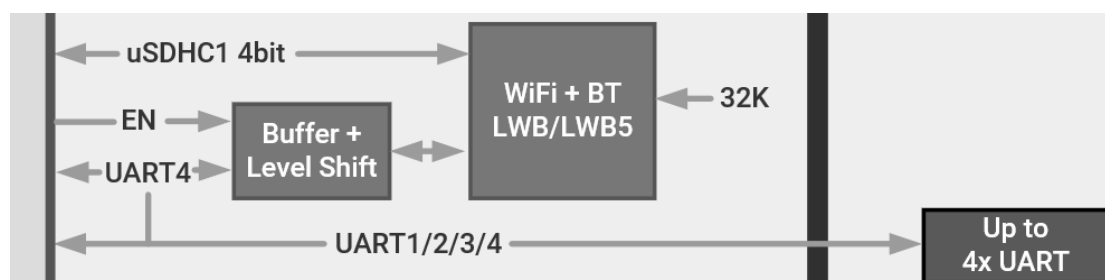 uSDHC1 4bit
WiFi + BT
LWB/LWB5
32K
EN
Buffer +
Level Shift
UART4
UART1/2/3/4
Up to
4x UART